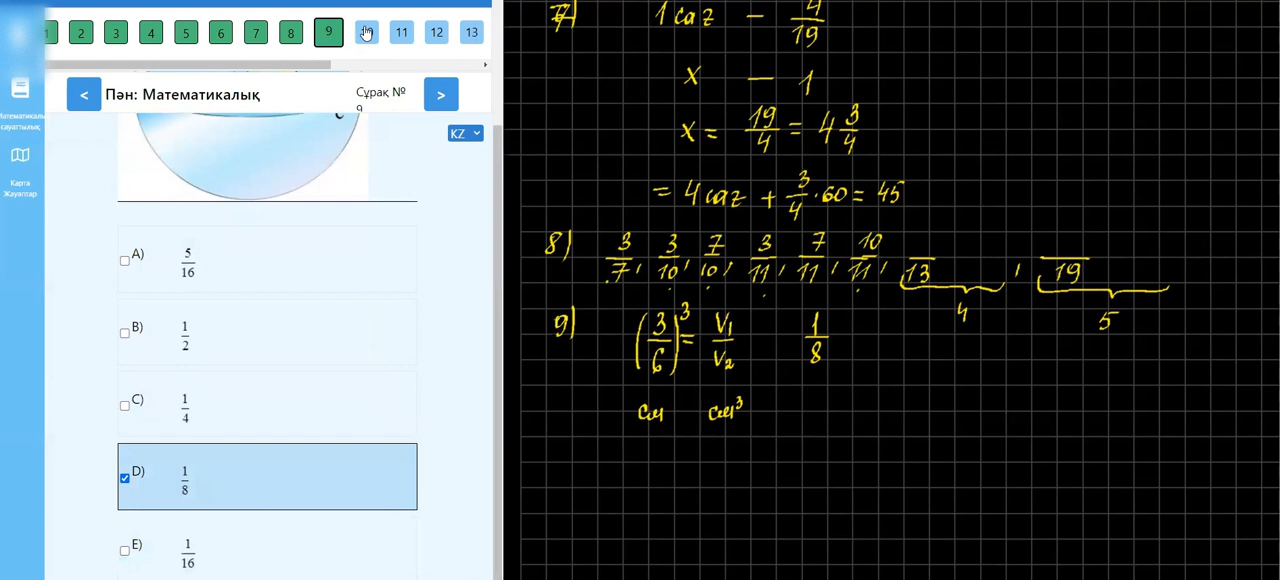 1 2 3 4 5 6 7 8 9 10 11 12 13
< Пән: Математикалық Сұрақ № 9 >
KZ
Математикалық сауаттылық
Карта Жауаптар
c
A) 5/16
B) 1/2
C) 1/4
D) 1/8
E) 1/16
7) 1 саz – 4/19
x – 1
x = 19/4 = 4 3/4
= 4 саz + 3/4 · 60 = 45
8) 3/7, 3/10, 7/10, 3/11, 7/11, 10/11, /13, /19
4 5
9) (3/6)³ = V₁/V₂ 1/8
см см³